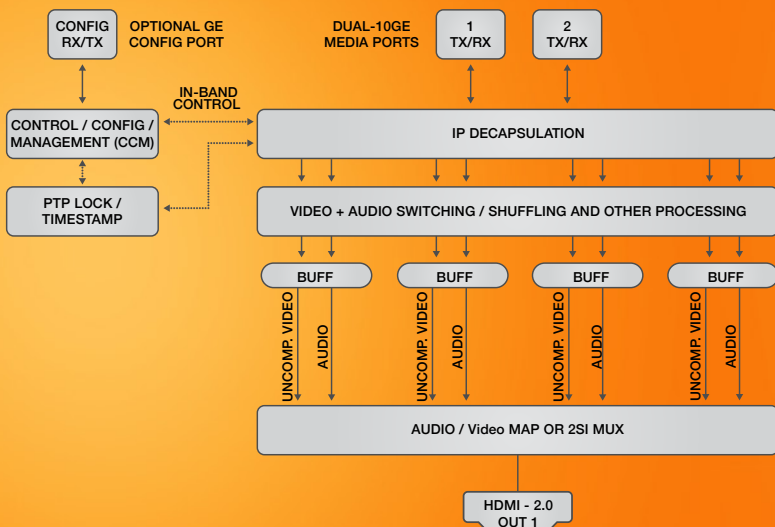 CONFIG
RX/TX
OPTIONAL GE
CONFIG PORT
DUAL-10GE
MEDIA PORTS
1
TX/RX
2
TX/RX
IN-BAND
CONTROL
CONTROL / CONFIG /
MANAGEMENT (CCM)
IP DECAPSULATION
PTP LOCK /
TIMESTAMP
VIDEO + AUDIO SWITCHING / SHUFFLING AND OTHER PROCESSING
BUFF
BUFF
BUFF
BUFF
UNCOMP. VIDEO
AUDIO
UNCOMP. VIDEO
AUDIO
UNCOMP. VIDEO
AUDIO
UNCOMP. VIDEO
AUDIO
AUDIO / Video MAP OR 2SI MUX
HDMI - 2.0
OUT 1